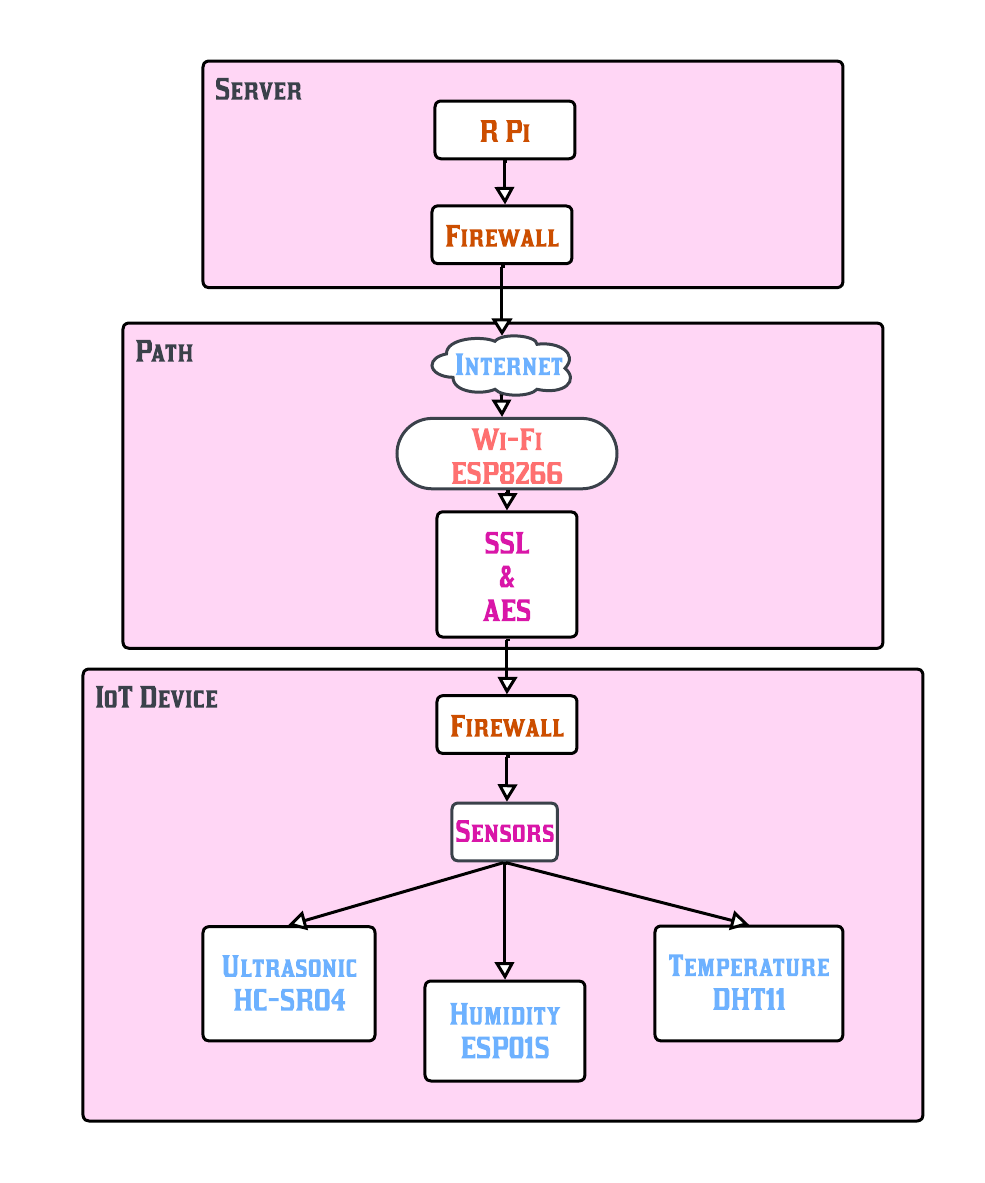 Server
R Pi
Firewall
Path
Internet
Wi-Fi
ESP8266
SSL
&
AES
IoT Device
Firewall
Sensors
Ultrasonic
HC-SR04
Humidity
ESP01S
Temperature
DHT11